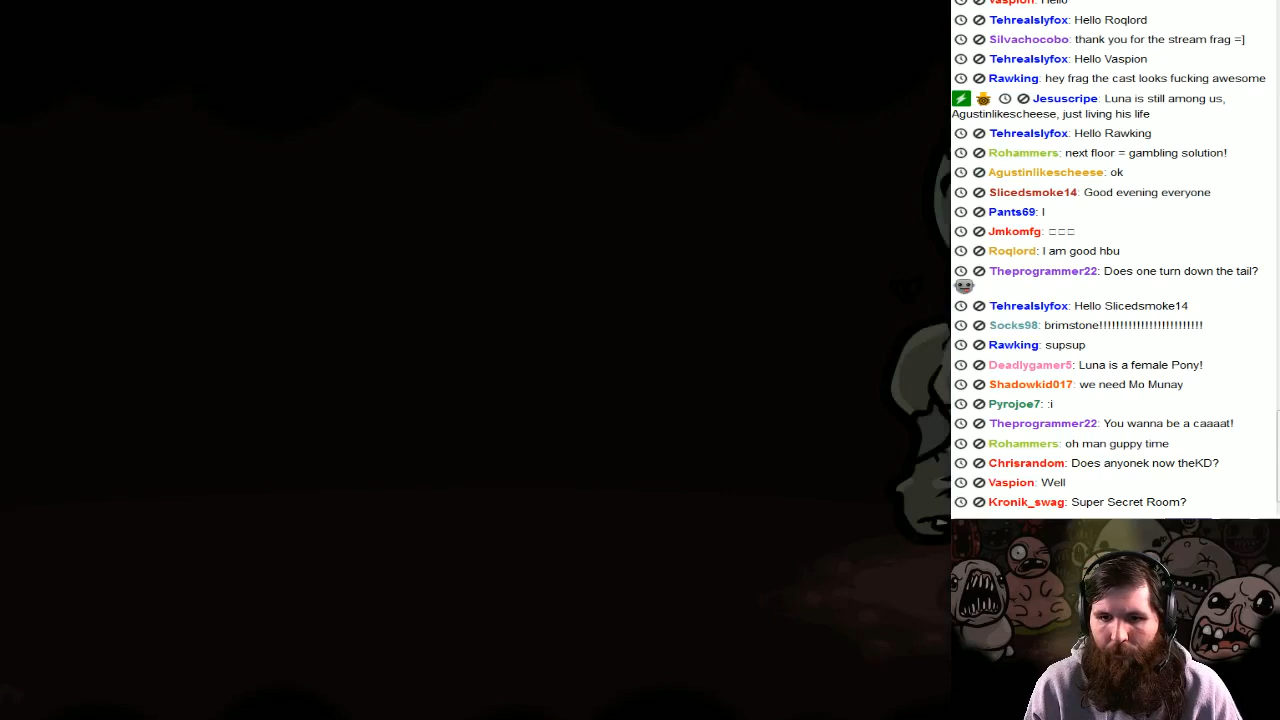 Vaspion: Hello
Tehrealslyfox: Hello Roqlord
Silvachocobo: thank you for the stream frag =]
Tehrealslyfox: Hello Vaspion
Rawking: hey frag the cast looks fucking awesome
Jesuscripe: Luna is still among us,
Agustinlikescheese, just living his life
Tehrealslyfox: Hello Rawking
Rohammers: next floor = gambling solution!
Agustinlikescheese: ok
Slicedsmoke14: Good evening everyone
Pants69: I
Jmkomfg: □□□
Roqlord: I am good hbu
Theprogrammer22: Does one turn down the tail?
Tehrealslyfox: Hello Slicedsmoke14
Socks98: brimstone!!!!!!!!!!!!!!!!!!!!!!!!!
Rawking: supsup
Deadlygamer5: Luna is a female Pony!
Shadowkid017: we need Mo Munay
Pyrojoe7: :i
Theprogrammer22: You wanna be a caaaat!
Rohammers: oh man guppy time
Chrisrandom: Does anyonek now theKD?
Vaspion: Well
Kronik_swag: Super Secret Room?